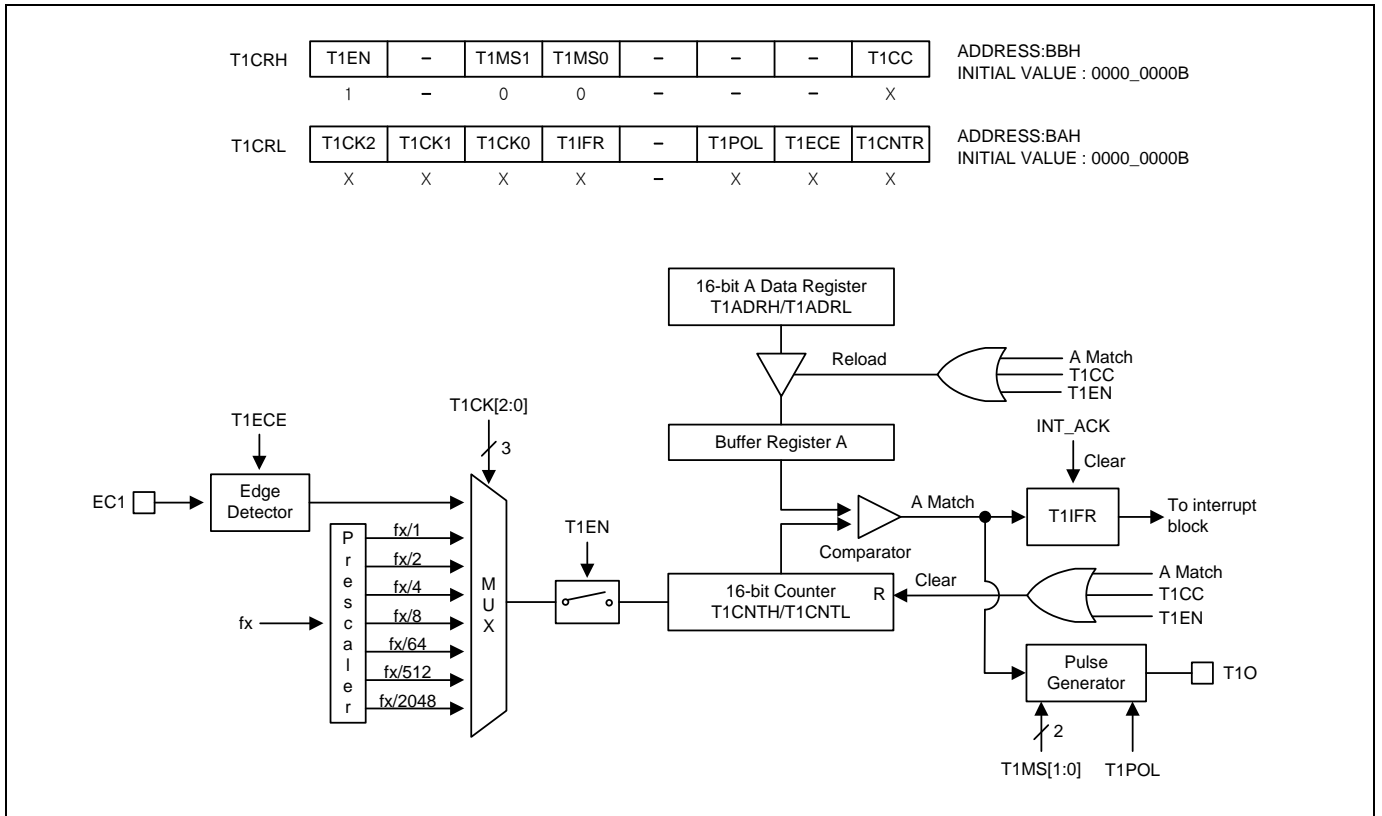 T1CRH T1EN – T1MS1 T1MS0 – – – T1CC ADDRESS:BBH
INITIAL VALUE : 0000_0000B
1 – 0 0 – – – X
T1CRL T1CK2 T1CK1 T1CK0 T1IFR – T1POL T1ECE T1CNTR ADDRESS:BAH
INITIAL VALUE : 0000_0000B
X X X X – X X X
16-bit A Data Register
T1ADRH/T1ADRL
Reload
A Match
T1CC
T1EN
Buffer Register A
T1ECE
T1CK[2:0]
3
INT_ACK
Clear
EC1
Edge
Detector
Prescaler
fx
fx/1
fx/2
fx/4
fx/8
fx/64
fx/512
fx/2048
MUX
T1EN
A Match
Comparator
T1IFR
To interrupt
block
16-bit Counter
T1CNTH/T1CNTL
R
Clear
A Match
T1CC
T1EN
Pulse
Generator
T1O
2
T1MS[1:0]
T1POL